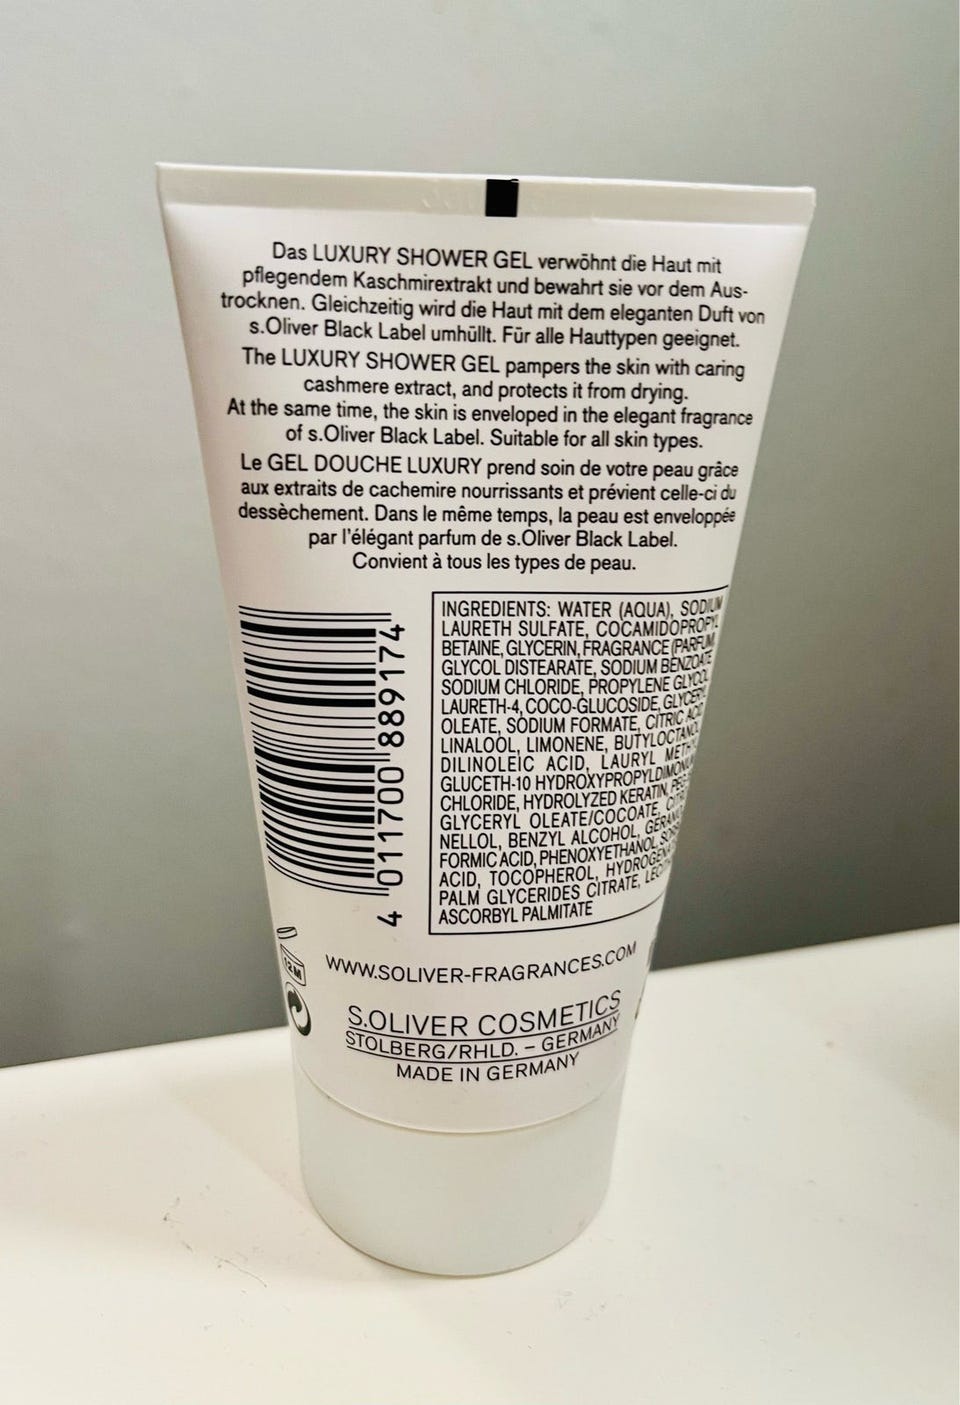 Das LUXURY SHOWER GEL verwöhnt die Haut mit
pflegendem Kaschmirextrakt und bewahrt sie vor dem Aus-
trocknen. Gleichzeitig wird die Haut mit dem eleganten Duft von
s.Oliver Black Label umhüllt. Für alle Hauttypen geeignet.
The LUXURY SHOWER GEL pampers the skin with caring
cashmere extract, and protects it from drying.
At the same time, the skin is enveloped in the elegant fragrance
of s.Oliver Black Label. Suitable for all skin types.
Le GEL DOUCHE LUXURY prend soin de votre peau grâce
aux extraits de cachemire nourrissants et prévient celle-ci du
dessèchement. Dans le même temps, la peau est enveloppée
par l'élégant parfum de s.Oliver Black Label.
Convient à tous les types de peau.
4 011700 889174
INGREDIENTS: WATER (AQUA), SODIUM
LAURETH SULFATE, COCAMIDOPROPYL
BETAINE, GLYCERIN, FRAGRANCE (PARFUM),
GLYCOL DISTEARATE, SODIUM BENZOATE,
SODIUM CHLORIDE, PROPYLENE GLYCOL,
LAURETH-4, COCO-GLUCOSIDE, GLYCERYL
OLEATE, SODIUM FORMATE, CITRIC ACID,
LINALOOL, LIMONENE, BUTYLOCTANOL,
DILINOLEIC ACID, LAURYL
GLUCETH-10 HYDROXYPROPYLDIMONIUM
CHLORIDE, HYDROLYZED KERATIN,
GLYCERYL OLEATE/COCOATE,
NELLOL, BENZYL ALCOHOL,
FORMIC ACID, PHENOXYETHANOL,
ACID, TOCOPHEROL,
PALM GLYCERIDES CITRATE,
ASCORBYL PALMITATE
12M
WWW.SOLIVER-FRAGRANCES.COM
S.OLIVER COSMETICS
STOLBERG/RHLD. – GERMANY
MADE IN GERMANY